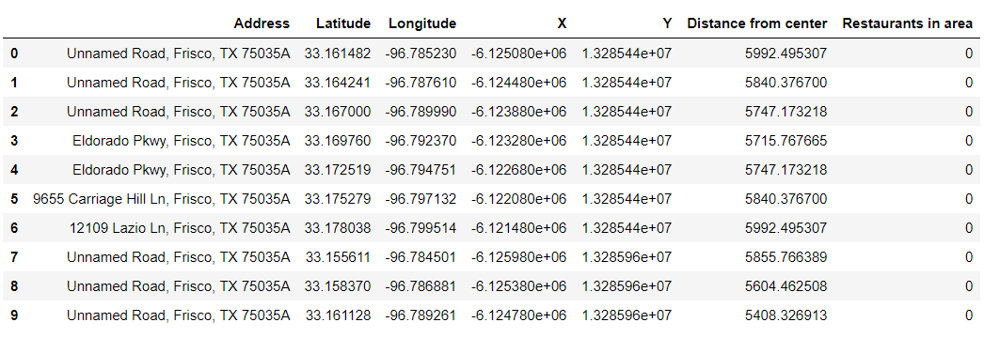 Address Latitude Longitude X Y Distance from center Restaurants in area
0 Unnamed Road, Frisco, TX 75035A 33.161482 -96.785230 -6.125080e+06 1.328544e+07 5992.495307 0
1 Unnamed Road, Frisco, TX 75035A 33.164241 -96.787610 -6.124480e+06 1.328544e+07 5840.376700 0
2 Unnamed Road, Frisco, TX 75035A 33.167000 -96.789990 -6.123880e+06 1.328544e+07 5747.173218 0
3 Eldorado Pkwy, Frisco, TX 75035A 33.169760 -96.792370 -6.123280e+06 1.328544e+07 5715.767665 0
4 Eldorado Pkwy, Frisco, TX 75035A 33.172519 -96.794751 -6.122680e+06 1.328544e+07 5747.173218 0
5 9655 Carriage Hill Ln, Frisco, TX 75035A 33.175279 -96.797132 -6.122080e+06 1.328544e+07 5840.376700 0
6 12109 Lazio Ln, Frisco, TX 75035A 33.178038 -96.799514 -6.121480e+06 1.328544e+07 5992.495307 0
7 Unnamed Road, Frisco, TX 75035A 33.155611 -96.784501 -6.125980e+06 1.328596e+07 5855.766389 0
8 Unnamed Road, Frisco, TX 75035A 33.158370 -96.786881 -6.125380e+06 1.328596e+07 5604.462508 0
9 Unnamed Road, Frisco, TX 75035A 33.161128 -96.789261 -6.124780e+06 1.328596e+07 5408.326913 0